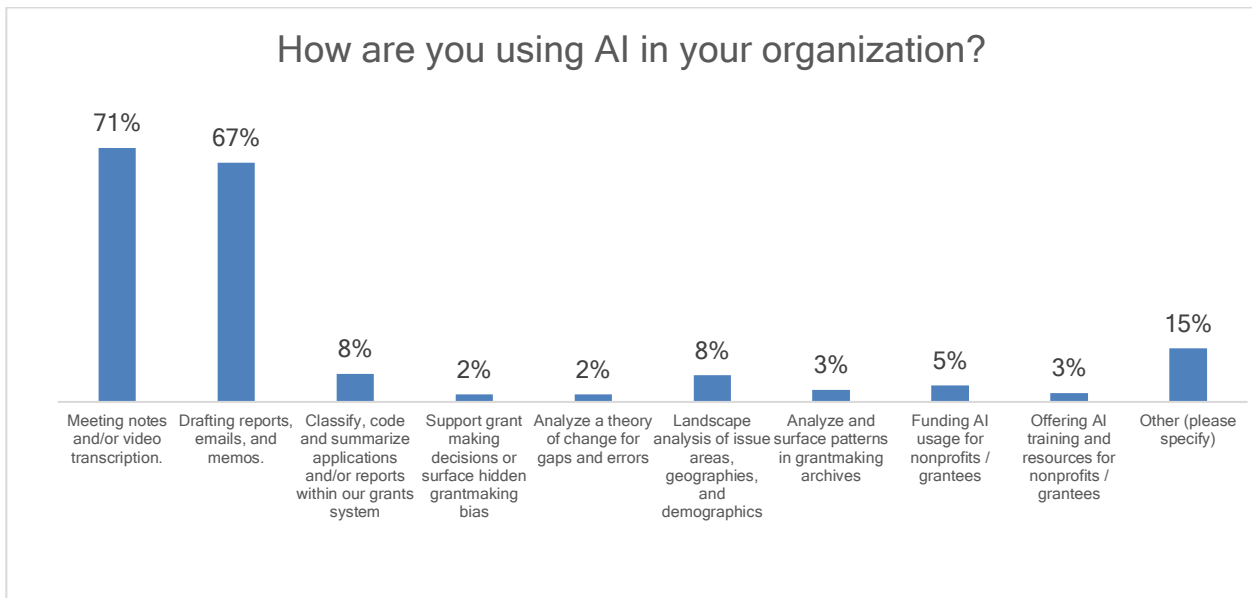 How are you using AI in your organization?
71%
67%
8%
2%
2%
8%
3%
5%
3%
15%
Meeting notes
and/or video
transcription.
Drafting reports,
emails, and
memos.
Classify, code
and summarize
applications
and/or reports
within our grants
system
Support grant
making
decisions or
surface hidden
grantmaking
bias
Analyze a theory
of change for
gaps and errors
Landscape
analysis of issue
areas,
geographies,
and
demographics
Analyze and
surface patterns
in grantmaking
archives
Funding AI
usage for
nonprofits /
grantees
Offering AI
training and
resources for
nonprofits /
grantees
Other (please
specify)